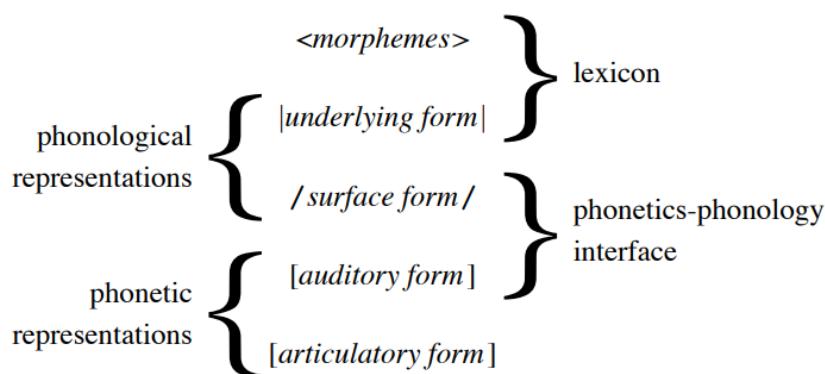 <morphemes>
lexicon
|underlying form|
phonological
representations
/surface form/
phonetics-phonology
interface
[auditory form]
phonetic
representations
[articulatory form]